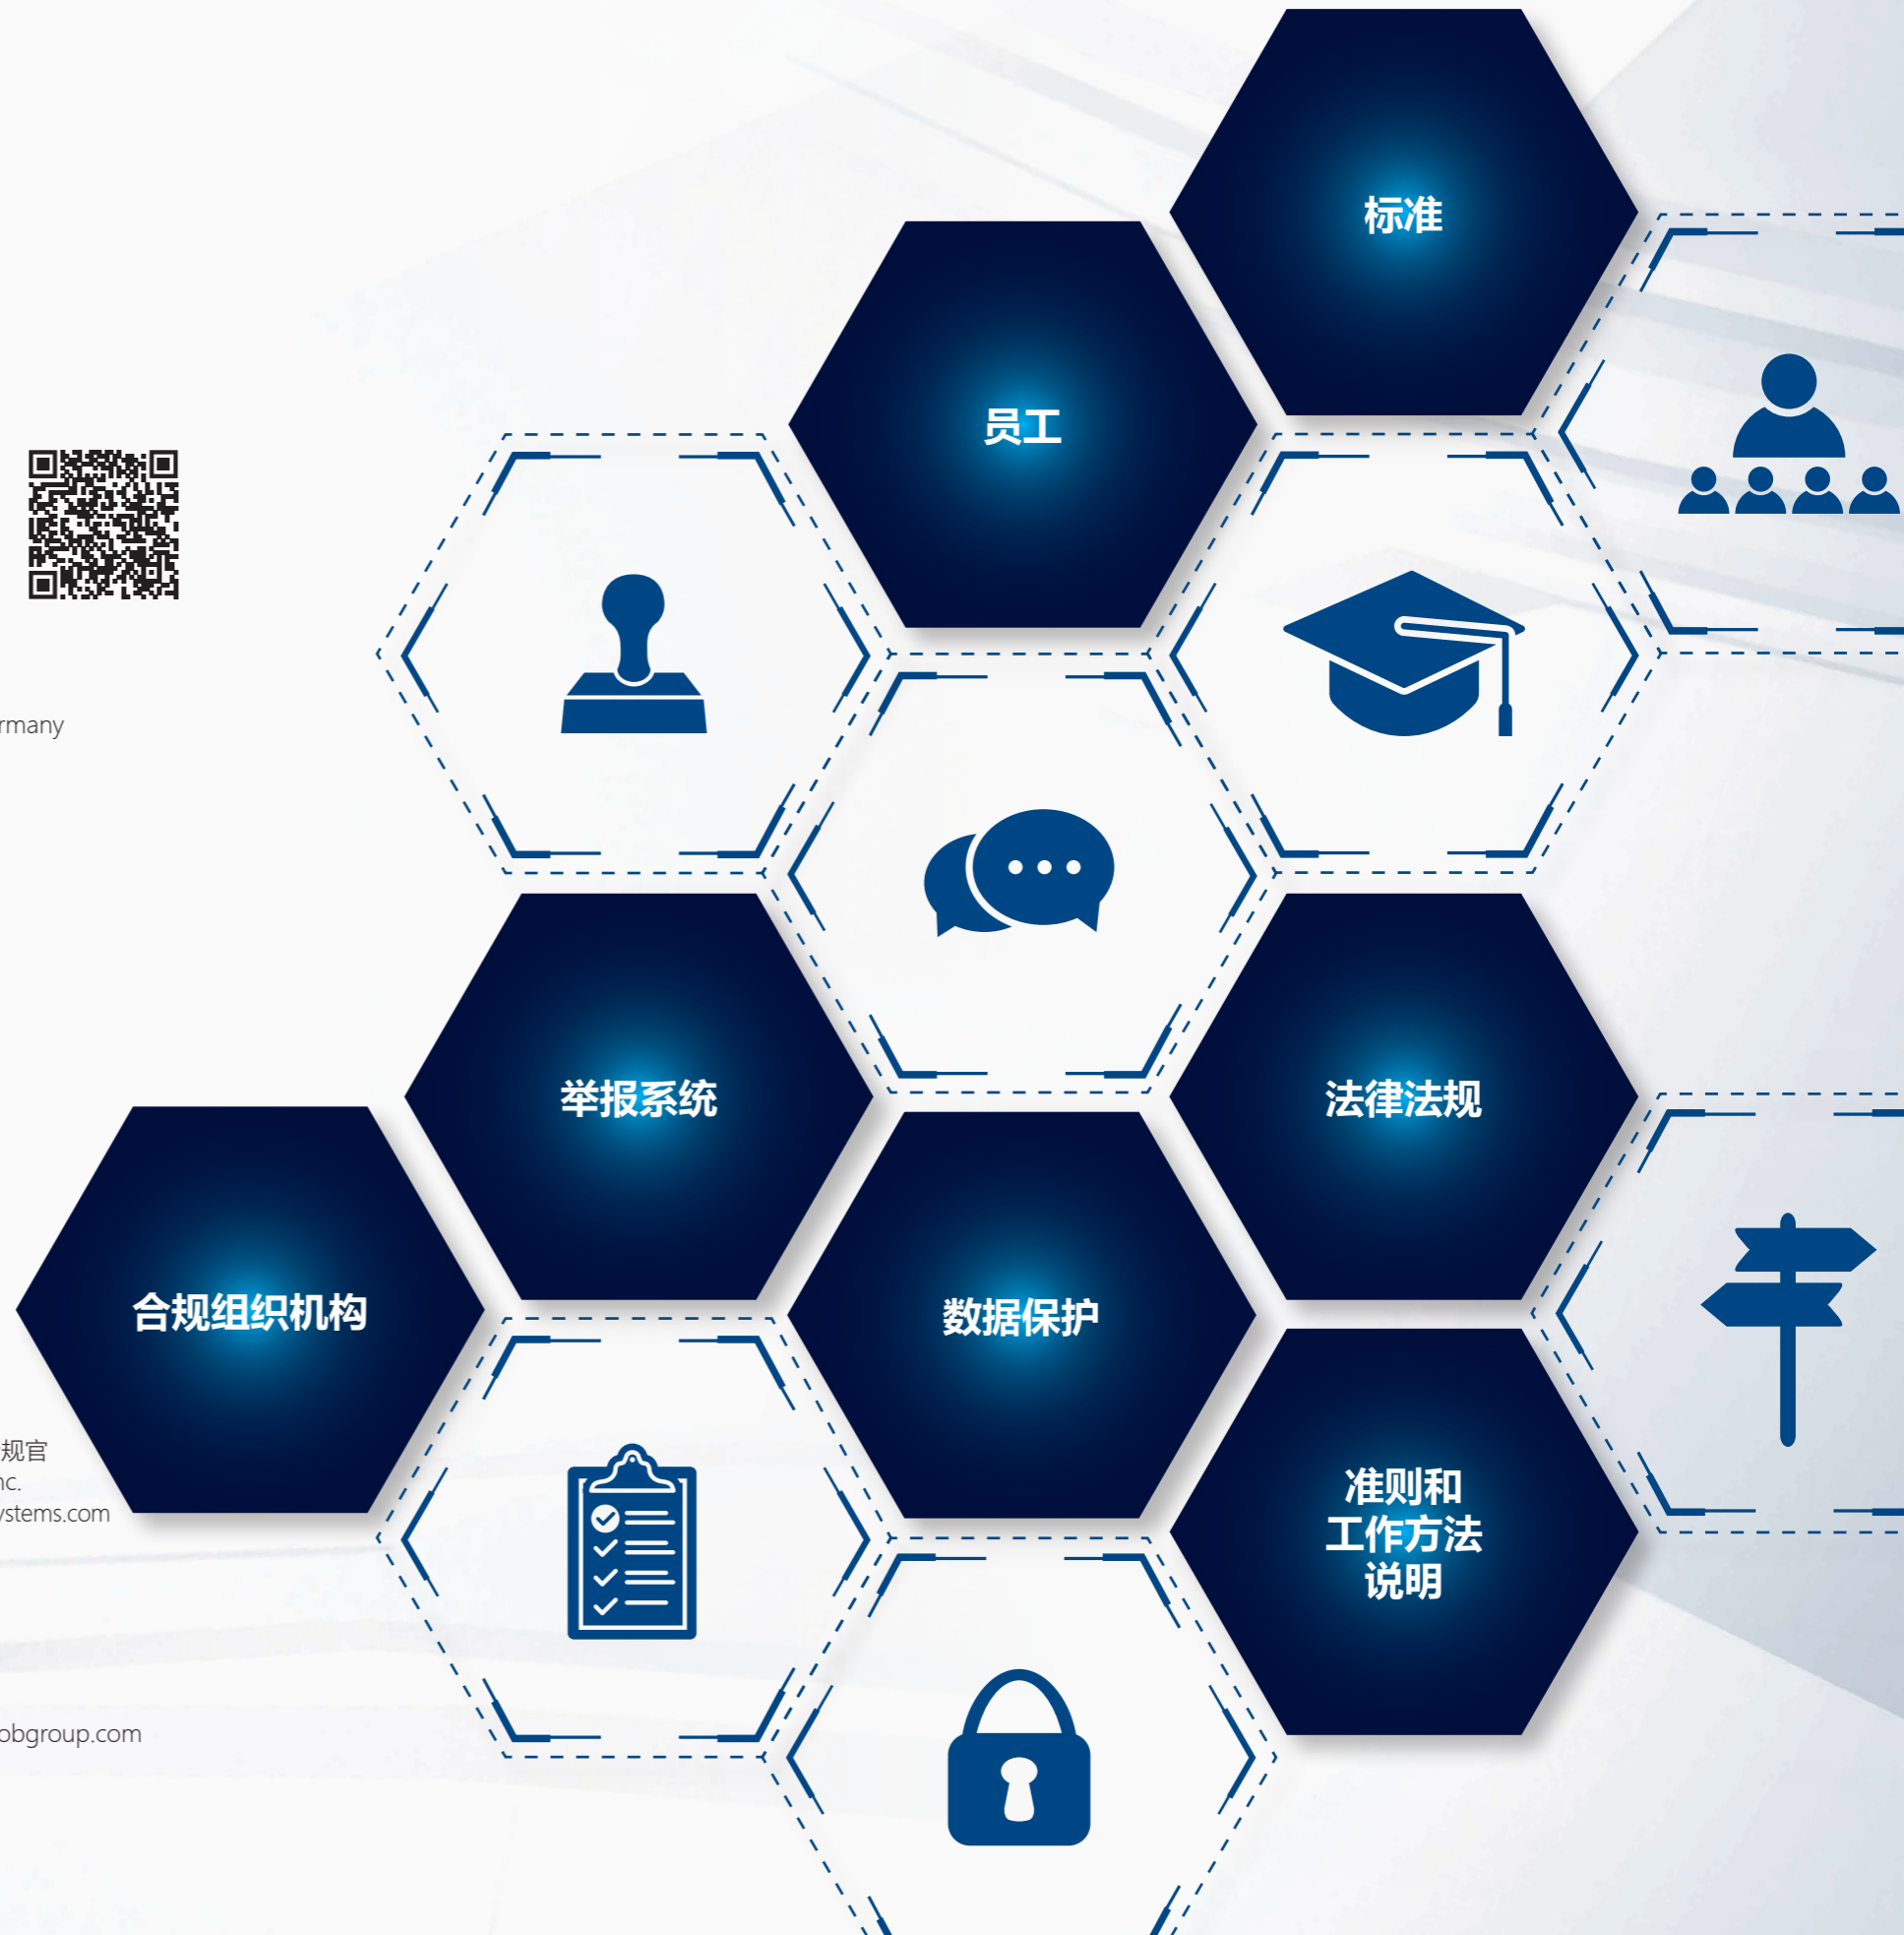 标准
员工
rmany
举报系统
法律法规
合规组织机构
数据保护
规官
nc.
ystems.com
准则和
工作方法
说明
obgroup.com